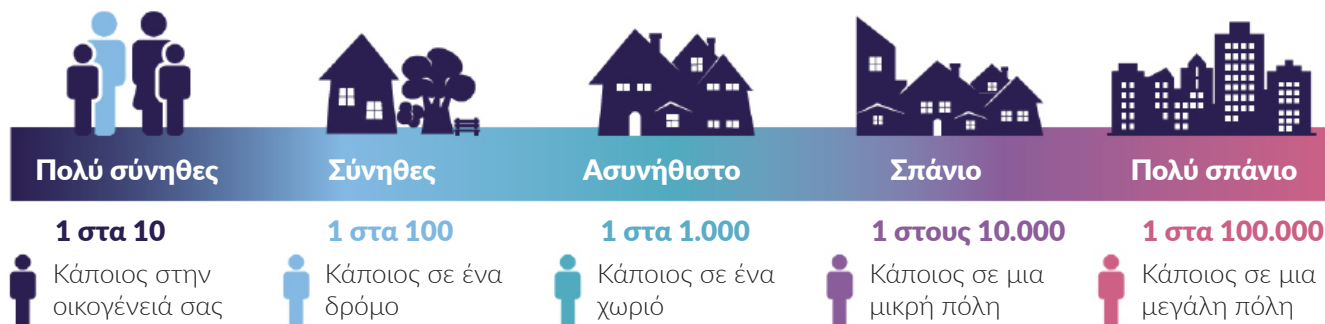 Πολύ σύνηθες
Σύνηθες
Ασυνήθιστο
Σπάνιο
Πολύ σπάνιο
1 στα 10
1 στα 100
1 στα 1.000
1 στους 10.000
1 στα 100.000
Κάποιος στην
οικογένειά σας
Κάποιος σε ένα
δρόμο
Κάποιος σε ένα
χωριό
Κάποιος σε μια
μικρή πόλη
Κάποιος σε μια
μεγάλη πόλη